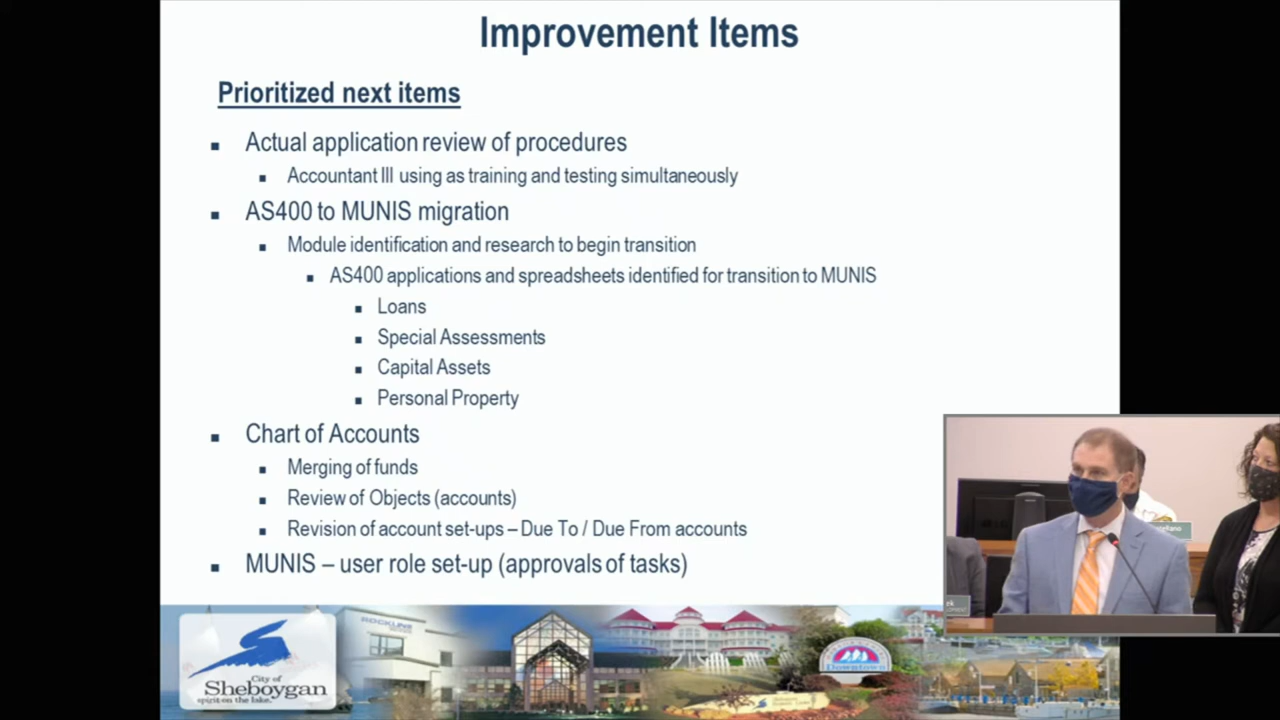 Improvement Items
Prioritized next items
Actual application review of procedures
Accountant III using as training and testing simultaneously
AS400 to MUNIS migration
Module identification and research to begin transition
AS400 applications and spreadsheets identified for transition to MUNIS
Loans
Special Assessments
Capital Assets
Personal Property
Chart of Accounts
Merging of funds
Review of Objects (accounts)
Revision of account set-ups – Due To / Due From accounts
MUNIS – user role set-up (approvals of tasks)
ROCKLINE
Downtown
City of
Sheboygan
spirit on the lake.